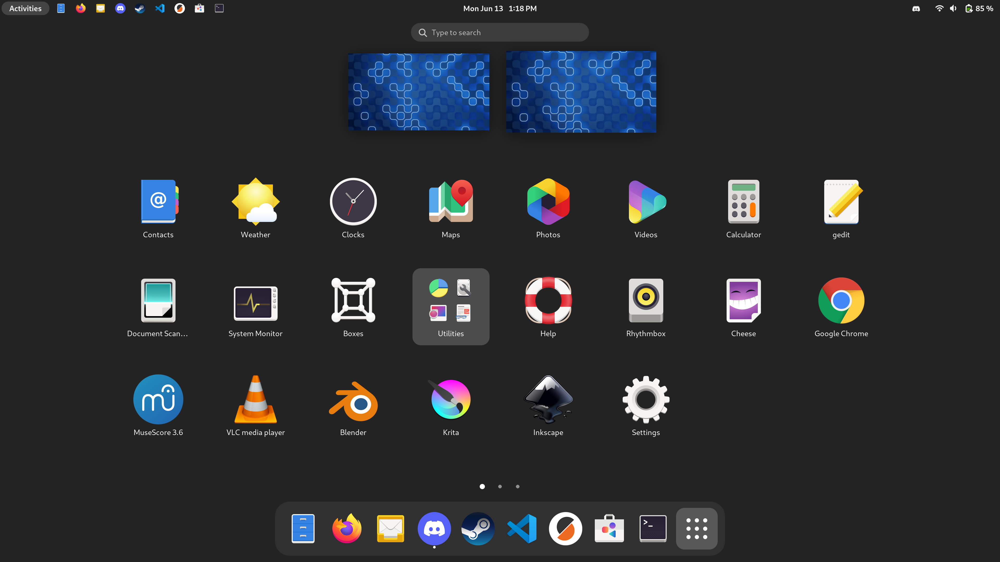 Activities
Mon Jun 13 1:18 PM
85 %
Type to search
@
Contacts
Weather
Clocks
Maps
Photos
Videos
Calculator
gedit
Document Scan...
System Monitor
Boxes
Utilities
Help
Rhythmbox
Cheese
Google Chrome
mu
MuseScore 3.6
VLC media player
Blender
Krita
Inkscape
Settings
>_